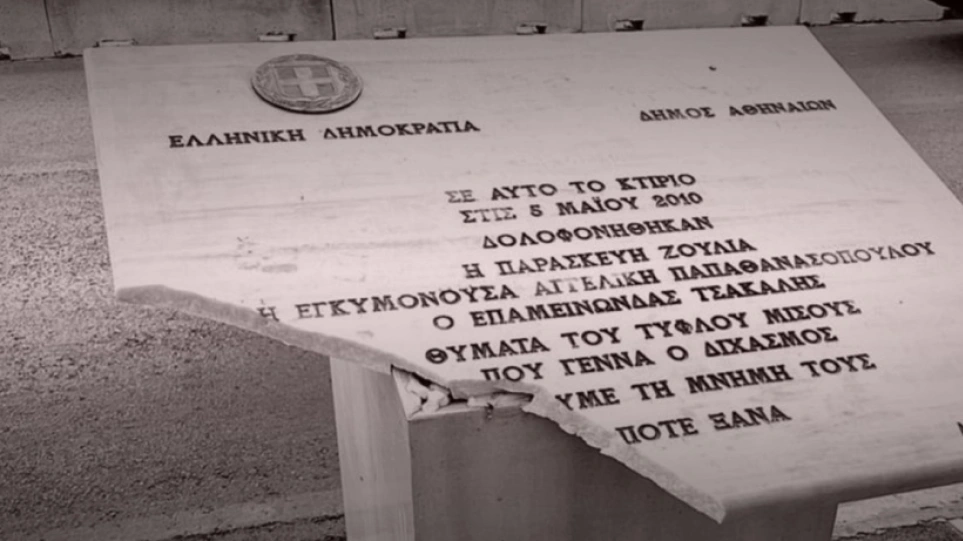 ΕΛΛΗΝΙΚΗ ΔΗΜΟΚΡΑΤΙΑ
ΔΗΜΟΣ ΑΘΗΝΑΙΩΝ
ΣΕ ΑΥΤΟ ΤΟ ΚΤΙΡΙΟ
ΣΤΙΣ 5 ΜΑΪΟΥ 2010
ΔΟΛΟΦΟΝΗΘΗΚΑΝ
Η ΠΑΡΑΣΚΕΥΗ ΖΟΥΛΙΑ
Η ΕΓΚΥΜΟΝΟΥΣΑ ΑΓΓΕΛΙΚΗ ΠΑΠΑΘΑΝΑΣΟΠΟΥΛΟΥ
Ο ΕΠΑΜΕΙΝΩΝΔΑΣ ΤΣΑΚΑΛΗΣ
ΘΥΜΑΤΑ ΤΟΥ ΤΥΦΛΟΥ ΜΙΣΟΥΣ
ΠΟΥ ΓΕΝΝΑ Ο ΔΙΧΑΣΜΟΣ
ΥΜΕ ΤΗ ΜΝΗΜΗ ΤΟΥΣ
ΠΟΤΕ ΞΑΝΑ